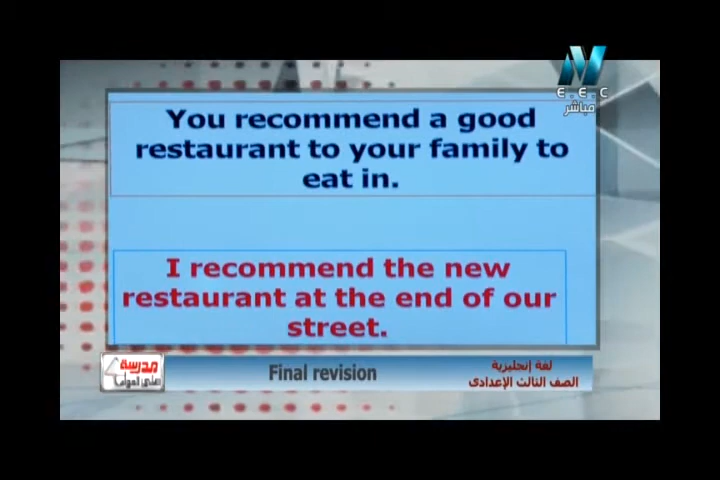 E.E.C
مباشر
You recommend a good
restaurant to your family to
eat in.
I recommend the new
restaurant at the end of our
street.
مدرسة
على الهواء
Final revision
لغة إنجليزية
الصف الثالث الإعدادى